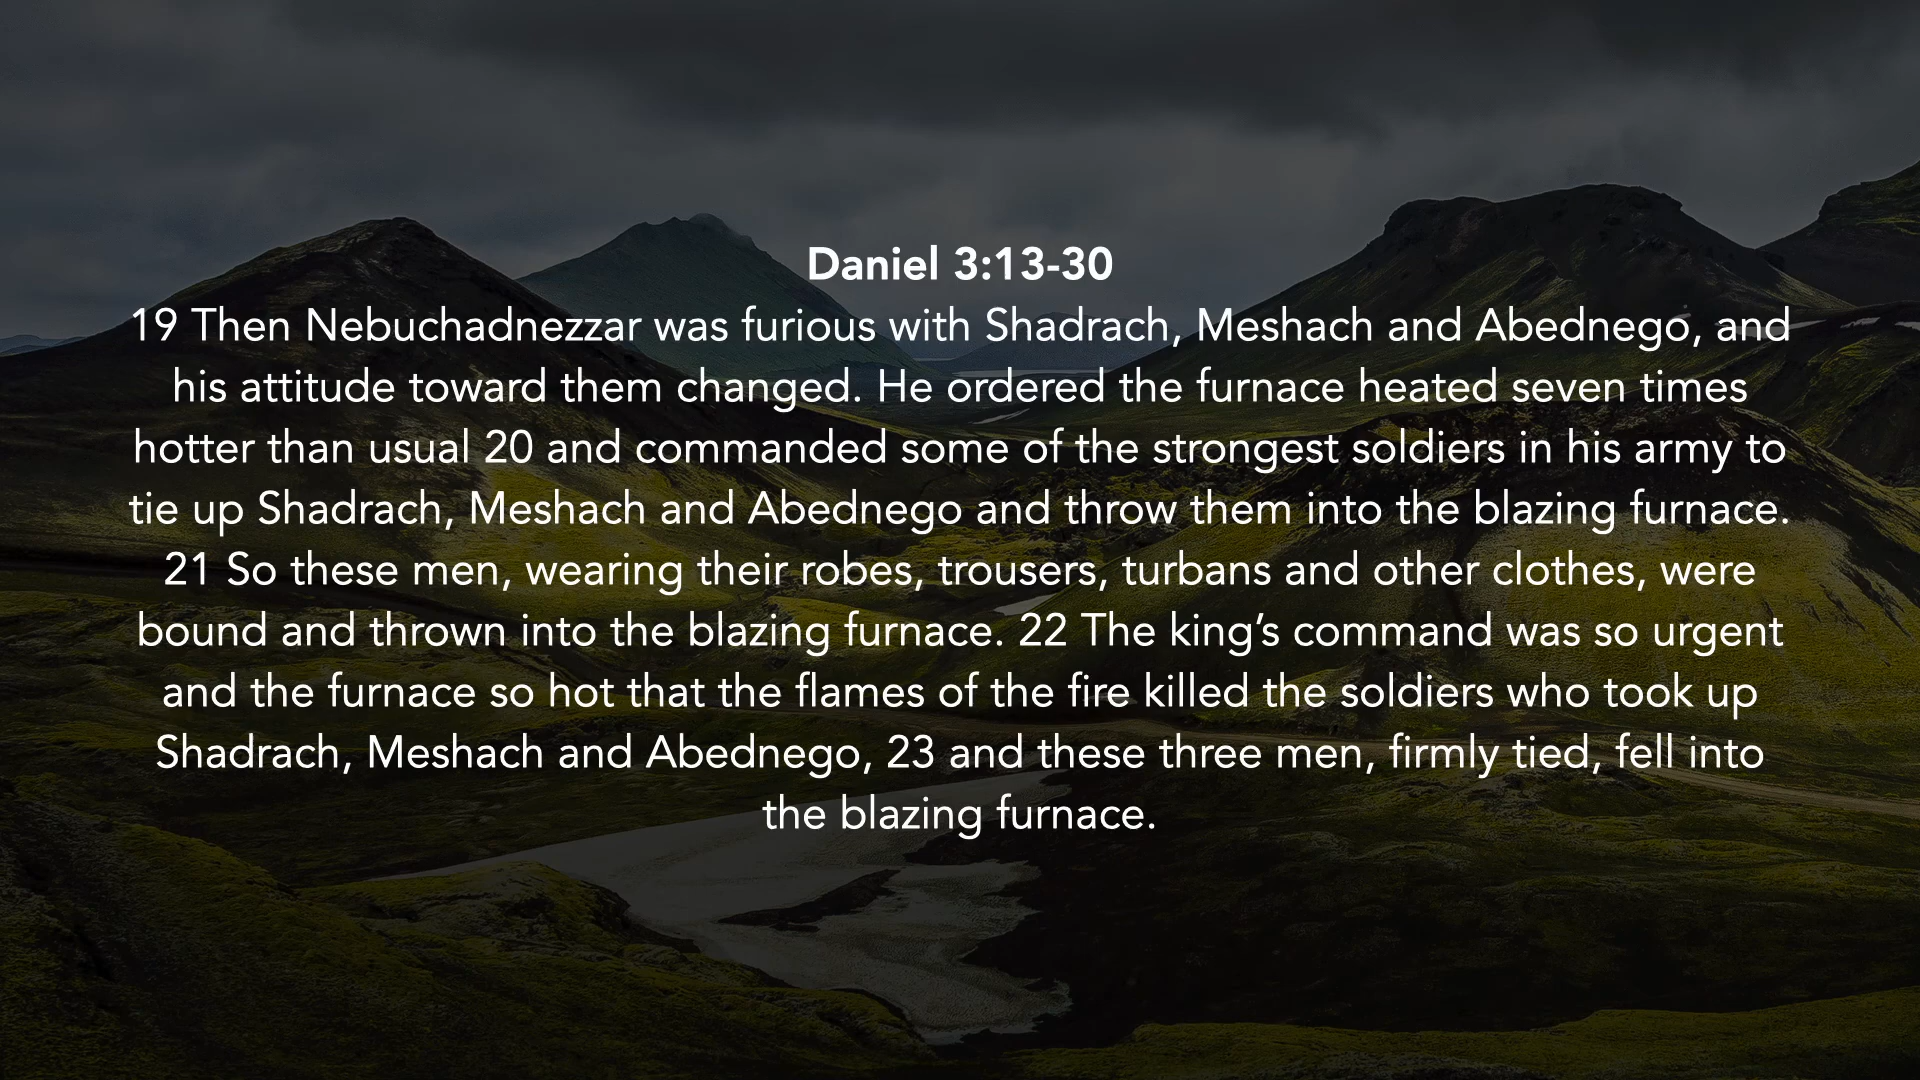 Daniel 3:13-30
19 Then Nebuchadnezzar was furious with Shadrach, Meshach and Abednego, and
his attitude toward them changed. He ordered the furnace heated seven times
hotter than usual 20 and commanded some of the strongest soldiers in his army to
tie up Shadrach, Meshach and Abednego and throw them into the blazing furnace.
21 So these men, wearing their robes, trousers, turbans and other clothes, were
bound and thrown into the blazing furnace. 22 The king’s command was so urgent
and the furnace so hot that the flames of the fire killed the soldiers who took up
Shadrach, Meshach and Abednego, 23 and these three men, firmly tied, fell into
the blazing furnace.